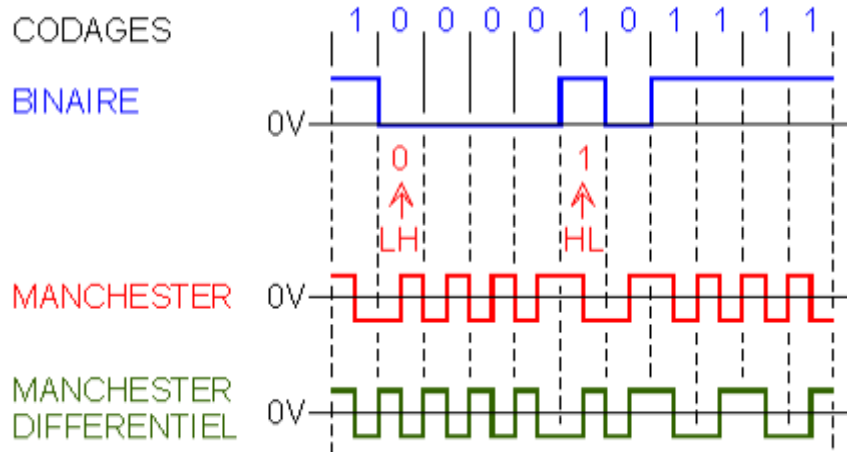 CODAGES 1 0 0 0 0 1 0 1 1 1 1
BINAIRE
0V
0 1
LH HL
MANCHESTER 0V
MANCHESTER
DIFFERENTIEL 0V